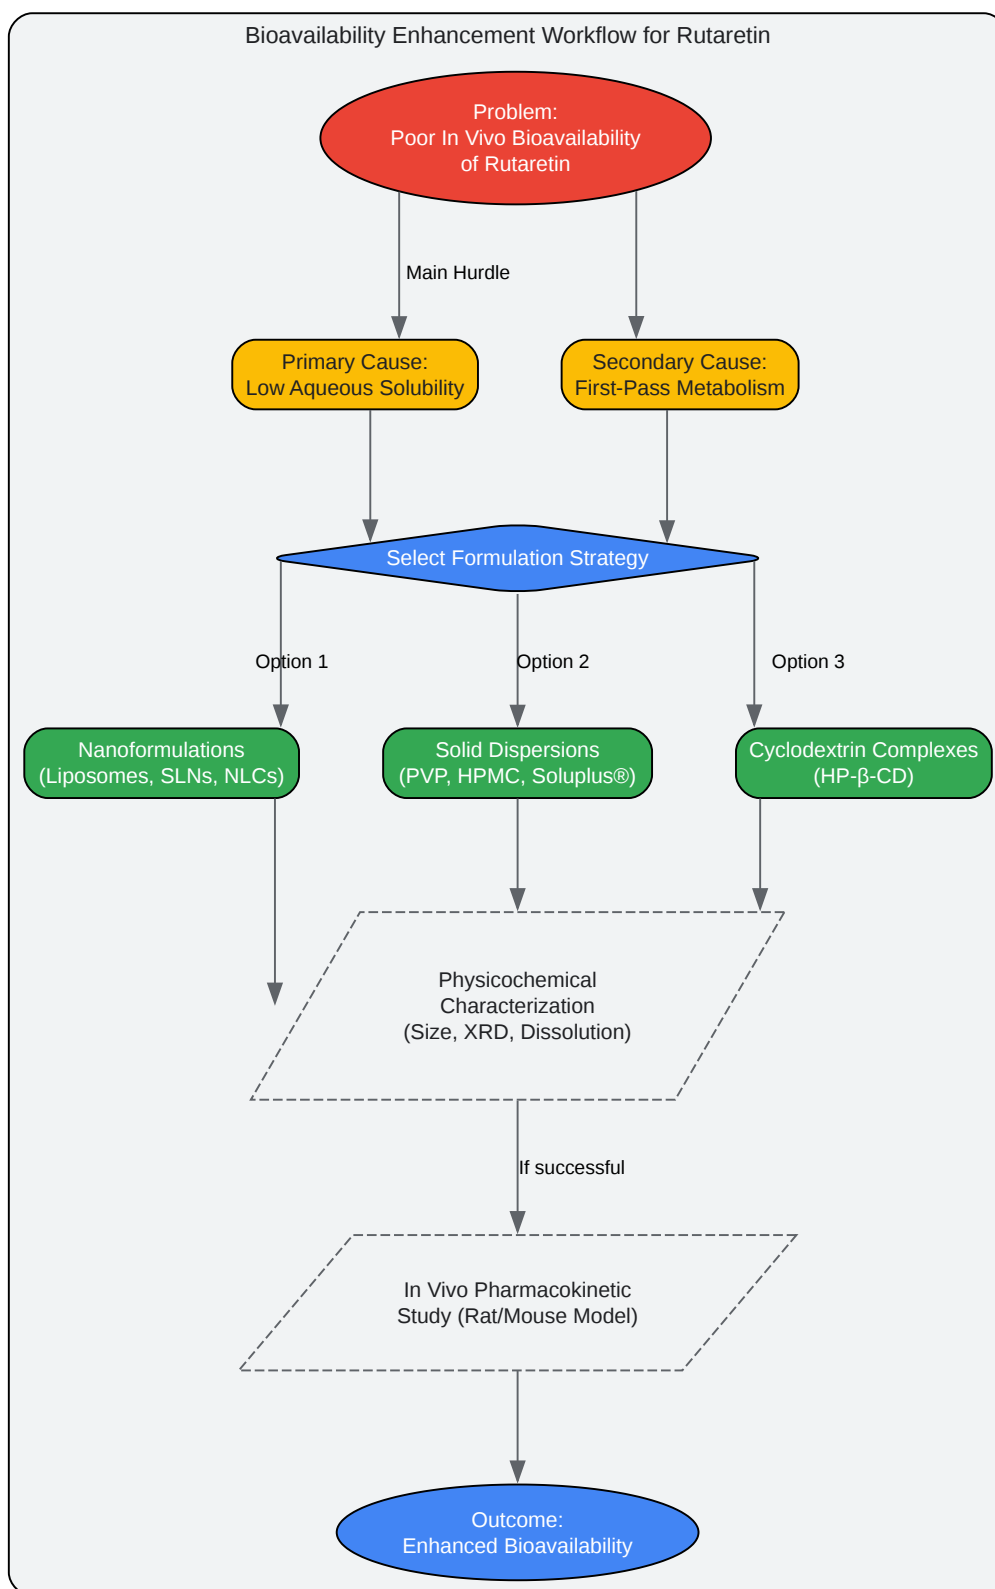 Bioavailability Enhancement Workflow for Rutaretin
Problem:
Poor In Vivo Bioavailability
of Rutaretin
Main Hurdle
Primary Cause:
Low Aqueous Solubility
Secondary Cause:
First-Pass Metabolism
Select Formulation Strategy
Option 1
Option 2
Option 3
Nanoformulations
(Liposomes, SLNs, NLCs)
Solid Dispersions
(PVP, HPMC, Soluplus®)
Cyclodextrin Complexes
(HP-β-CD)
Physicochemical
Characterization
(Size, XRD, Dissolution)
If successful
In Vivo Pharmacokinetic
Study (Rat/Mouse Model)
Outcome:
Enhanced Bioavailability